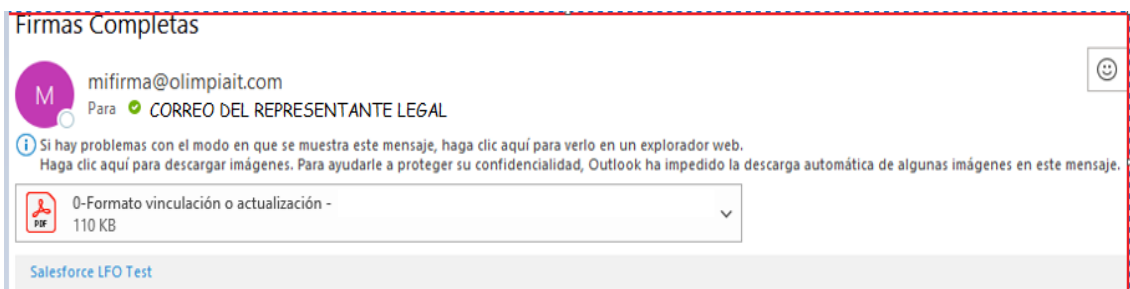 Firmas Completas
M
mifirma@olimpiait.com
Para CORREO DEL REPRESENTANTE LEGAL
Si hay problemas con el modo en que se muestra este mensaje, haga clic aquí para verlo en un explorador web.
Haga clic aquí para descargar imágenes. Para ayudarle a proteger su confidencialidad, Outlook ha impedido la descarga automática de algunas imágenes en este mensaje.
PDF
0-Formato vinculación o actualización -
110 KB
Salesforce LFO Test